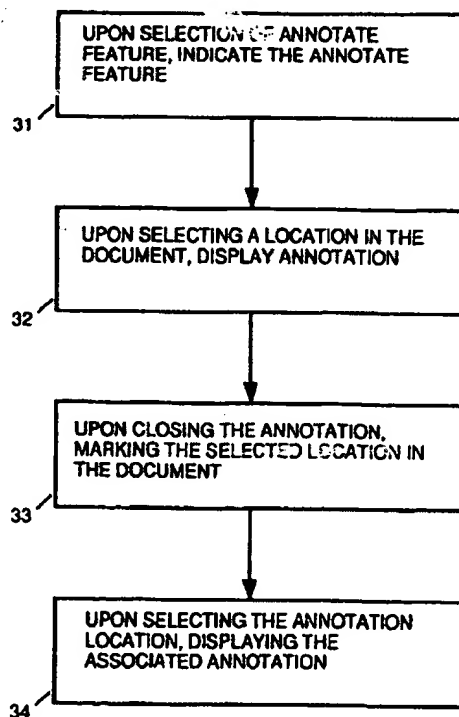 UPON SELECTION OF ANNOTATE
FEATURE, INDICATE THE ANNOTATE
FEATURE
31
UPON SELECTING A LOCATION IN THE
DOCUMENT, DISPLAY ANNOTATION
32
UPON CLOSING THE ANNOTATION,
MARKING THE SELECTED LOCATION IN
THE DOCUMENT
33
UPON SELECTING THE ANNOTATION
LOCATION, DISPLAYING THE
ASSOCIATED ANNOTATION
34